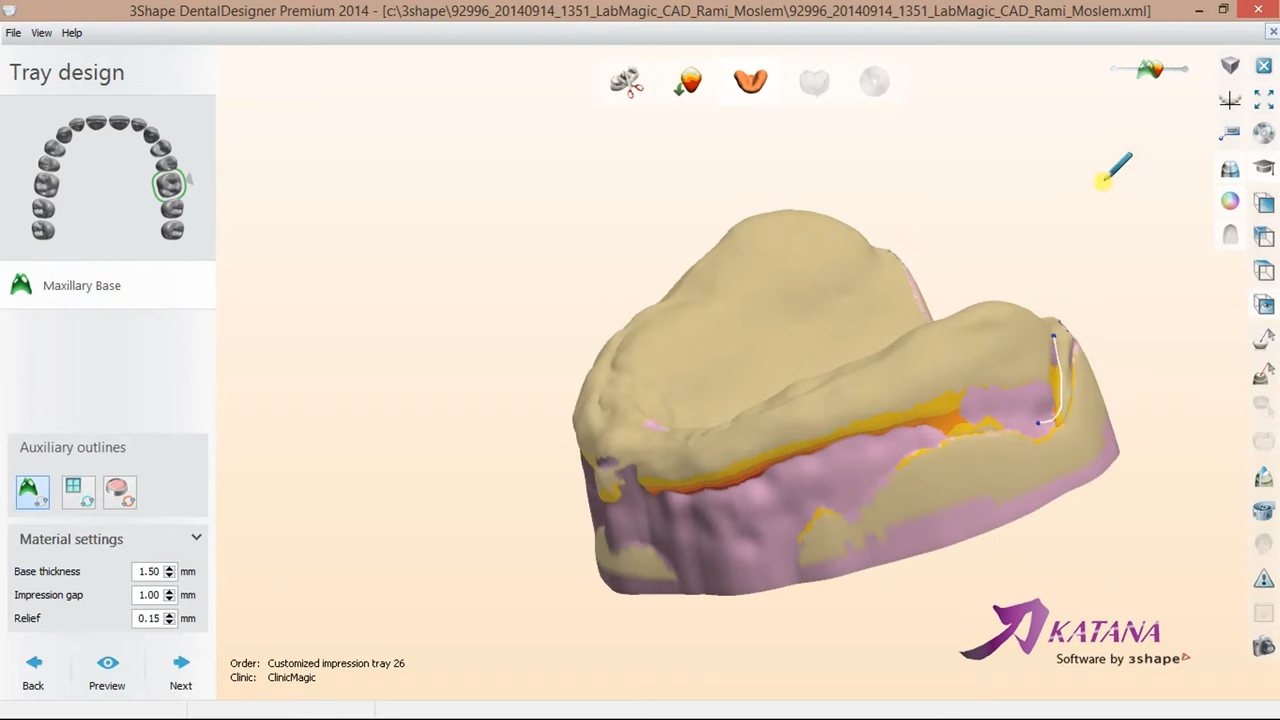 3Shape DentalDesigner Premium 2014 - [c:\3shape\92996_20140914_1351_LabMagic_CAD_Rami_Moslem\92996_20140914_1351_LabMagic_CAD_Rami_Moslem.xml]
File View Help
Tray design
Maxillary Base
Auxiliary outlines
Material settings
Base thickness 1.50 mm
Impression gap 1.00 mm
Relief 0.15 mm
Back Preview Next
Order: Customized impression tray 26
Clinic: ClinicMagic
KATANA
Software by 3shape